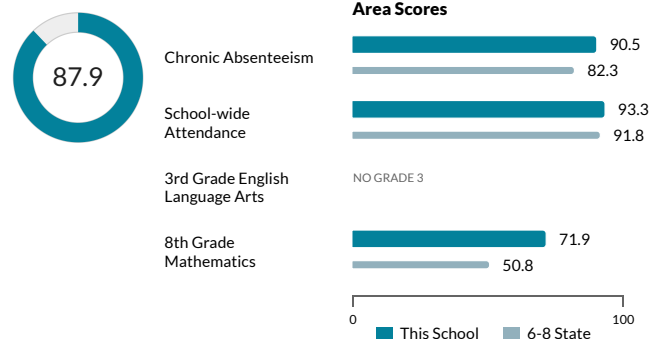 Area Scores
87.9
Chronic Absenteeism
90.5
82.3
School-wide
Attendance
93.3
91.8
3rd Grade English
Language Arts
NO GRADE 3
8th Grade
Mathematics
71.9
50.8
0
100
This School
6-8 State